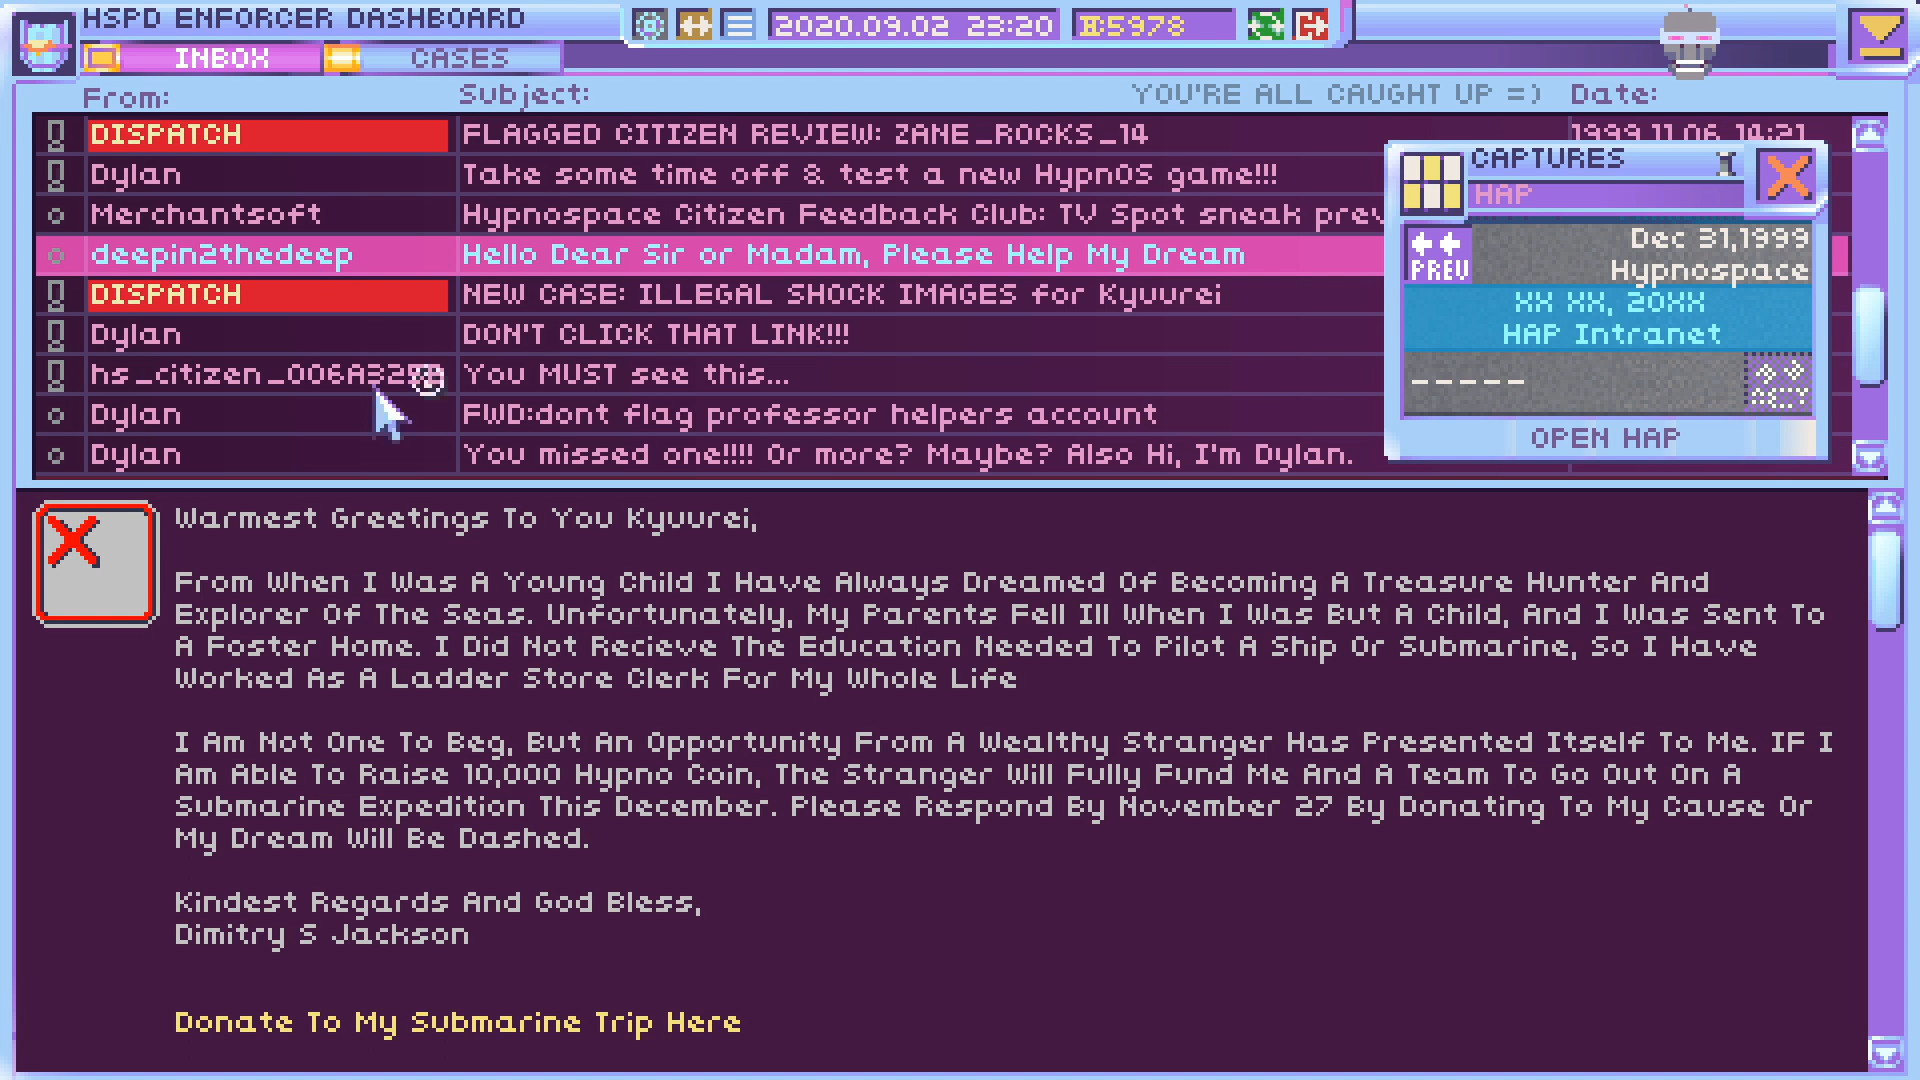 HSPD ENFORCER DASHBOARD
2020.09.02 23:20
5978
INBOX
CASES
From:
Subject:
YOU'RE ALL CAUGHT UP =)
Date:
DISPATCH
FLAGGED CITIZEN REVIEW: ZANE_ROCKS_14
1999.11.06 14:21
Dylan
Take some time off & test a new HypnOS game!!!
Merchantsoft
Hypnospace Citizen Feedback Club: TV Spot sneak prev
deepin2thedeep
Hello Dear Sir or Madam, Please Help My Dream
DISPATCH
NEW CASE: ILLEGAL SHOCK IMAGES for Kyuurei
Dylan
DON'T CLICK THAT LINK!!!
You MUST see this...
Dylan
FWD:dont flag professor helpers account
Dylan
You missed one!!!! Or more? Maybe? Also Hi, I'm Dylan.
CAPTURES
HAP
PREV
Dec 31,1999
Hypnospace
XX XX, 20XX
HAP Intranet
-----
OPEN HAP
Warmest Greetings To You Kyuurei,
From When I Was A Young Child I Have Always Dreamed Of Becoming A Treasure Hunter And
Explorer Of The Seas. Unfortunately, My Parents Fell Ill When I Was But A Child, And I Was Sent To
A Foster Home. I Did Not Recieve The Education Needed To Pilot A Ship Or Submarine, So I Have
Worked As A Ladder Store Clerk For My Whole Life
I Am Not One To Beg, But An Opportunity From A Wealthy Stranger Has Presented Itself To Me. IF I
Am Able To Raise 10,000 Hypno Coin, The Stranger Will Fully Fund Me And A Team To Go Out On A
Submarine Expedition This December. Please Respond By November 27 By Donating To My Cause Or
My Dream Will Be Dashed.
Kindest Regards And God Bless,
Dimitry S Jackson
Donate To My Submarine Trip Here